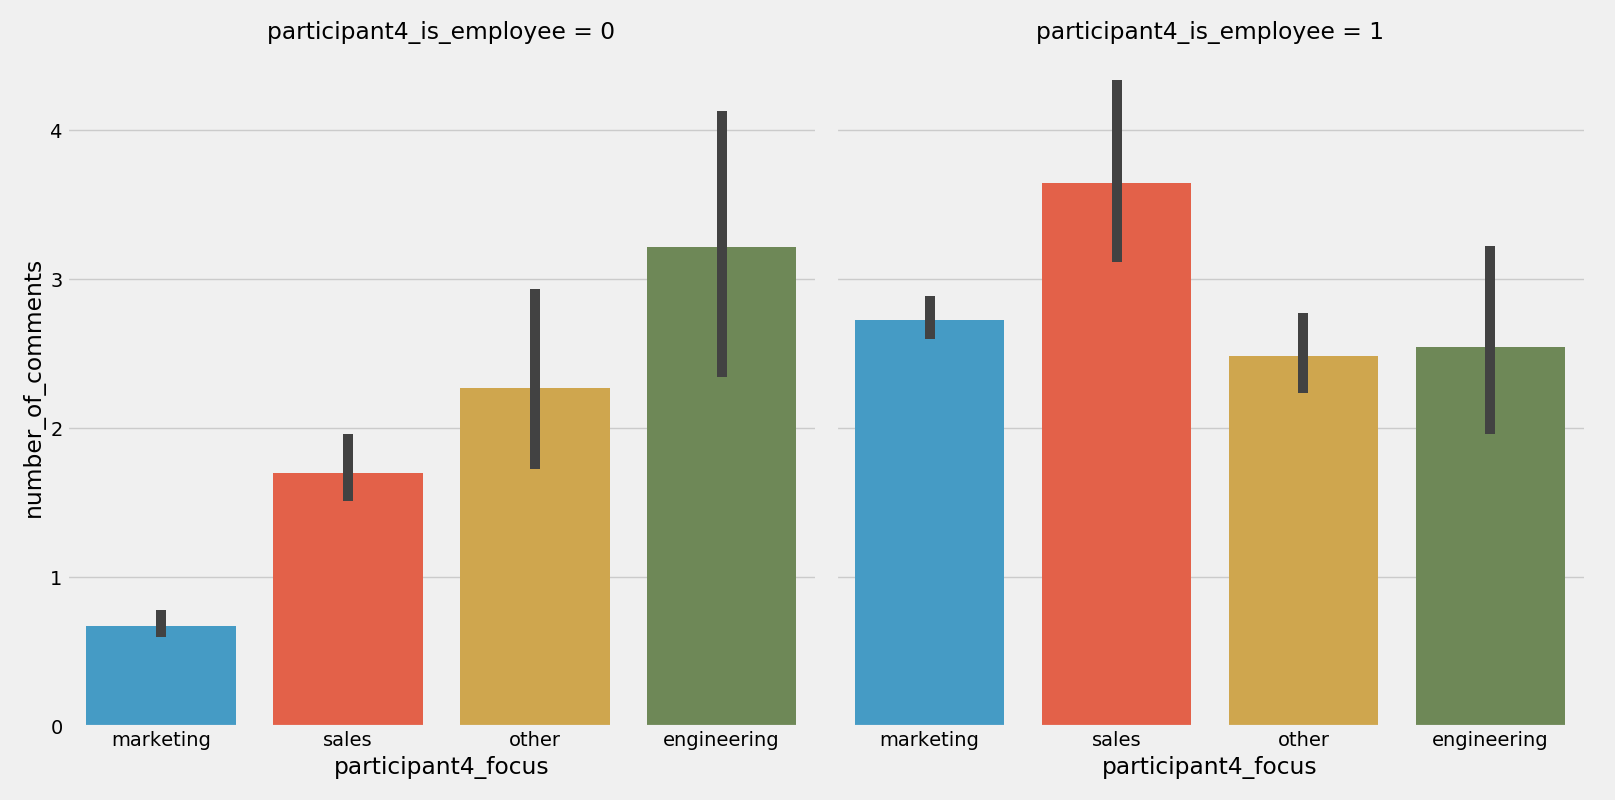 participant4_is_employee = 0
participant4_is_employee = 1
number_of_comments
4
3
2
1
0
marketing sales other engineering
marketing sales other engineering
participant4_focus
participant4_focus